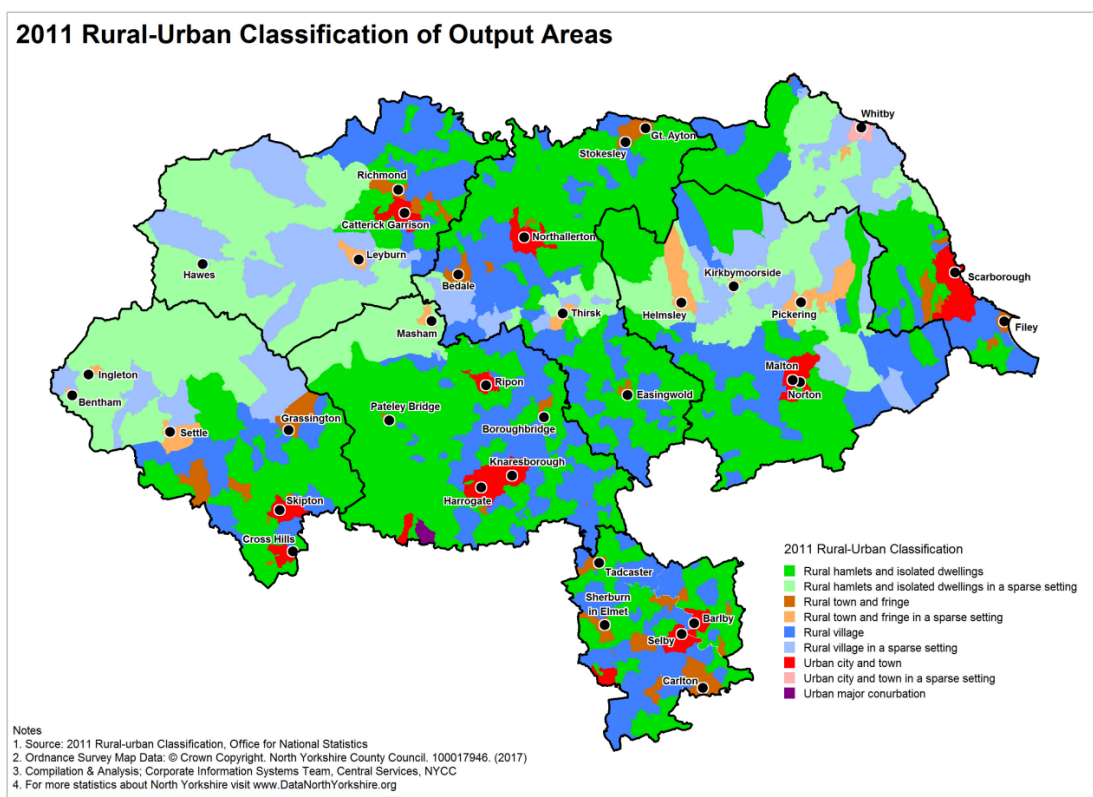 2011 Rural-Urban Classification of Output Areas
Whitby
Gt. Ayton
Stokesley
Richmond
Catterick Garrison
Northallerton
Leyburn
Hawes
Bedale
Kirkbymoorside
Scarborough
Masham
Thirsk
Helmsley
Pickering
Filey
Ingleton
Bentham
Ripon
Malton
Norton
Pateley Bridge
Easingwold
Grassington
Boroughbridge
Settle
Knaresborough
Harrogate
Skipton
Cross Hills
Tadcaster
Sherburn
in Elmet
Barlby
Selby
Carlton
2011 Rural-Urban Classification
Rural hamlets and isolated dwellings
Rural hamlets and isolated dwellings in a sparse setting
Rural town and fringe
Rural town and fringe in a sparse setting
Rural village
Rural village in a sparse setting
Urban city and town
Urban city and town in a sparse setting
Urban major conurbation
Notes
1. Source: 2011 Rural-urban Classification, Office for National Statistics
2. Ordnance Survey Map Data: © Crown Copyright. North Yorkshire County Council. 100017946. (2017)
3. Compilation & Analysis; Corporate Information Systems Team, Central Services, NYCC
4. For more statistics about North Yorkshire visit www.DataNorthYorkshire.org